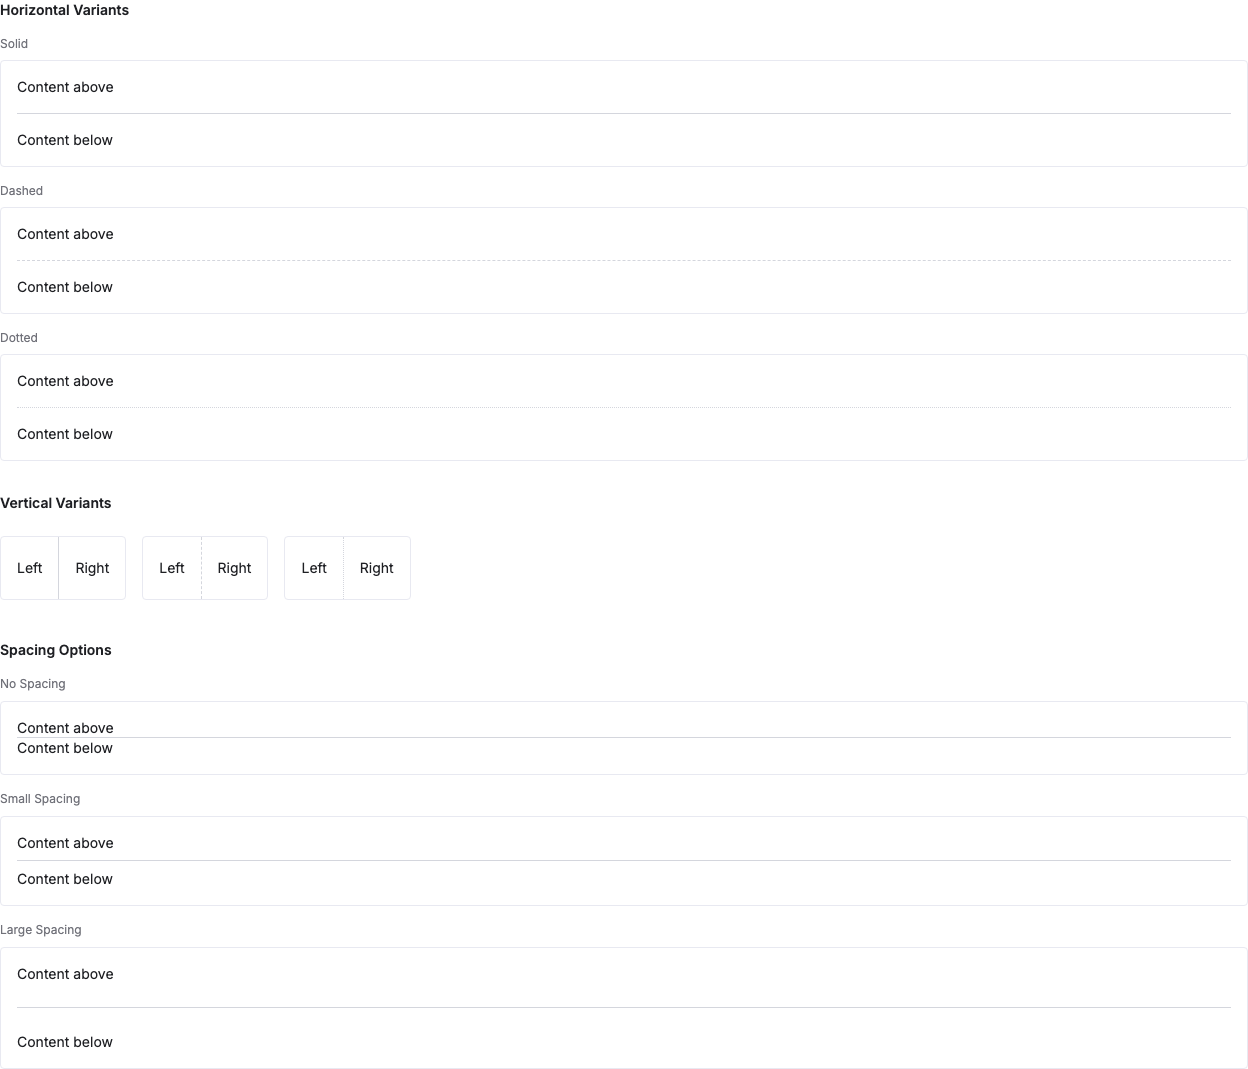 Horizontal Variants
Solid
Content above
Content below
Dashed
Content above
Content below
Dotted
Content above
Content below
Vertical Variants
Left Right Left Right Left Right
Spacing Options
No Spacing
Content above
Content below
Small Spacing
Content above
Content below
Large Spacing
Content above
Content below